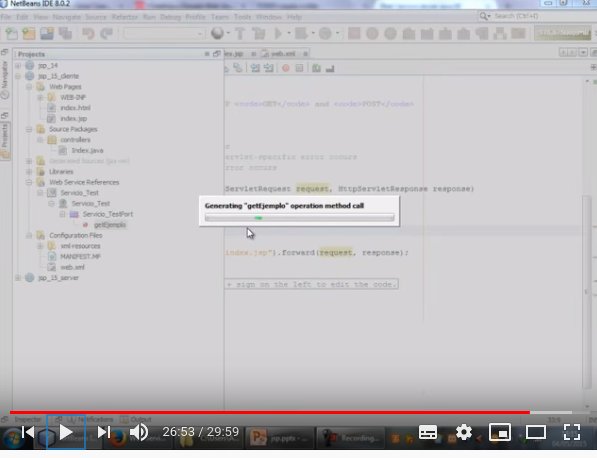 NetBeans IDE 8.0.2
File Edit View Navigate Source Refactor Run Debug Profile Team Tools Window Help
Search (Ctrl+I)
Projects
jsp_14
jsp_15_cliente
Web Pages
WEB-INF
index.html
index.jsp
Source Packages
controllers
Index.java
Generated Sources (jax-ws)
Libraries
Web Service References
Servicio_Test
Servicio_Test
Servicio_TestPort
getEjemplo
Configuration Files
xml-resources
MANIFEST.MF
web.xml
jsp_15_server
Navigator
Projects
web.xml
P <code>GET</code> and <code>POST</code>
servlet-specific error occurs
error occurs
ServletRequest request, HttpServletResponse response)
Generating "getEjemplo" operation method call
index.jsp").forward(request, response);
+ sign on the left to edit the code.
Inspector Notifications Output
26:53 / 29:59
jsp.pptx -
Recording...